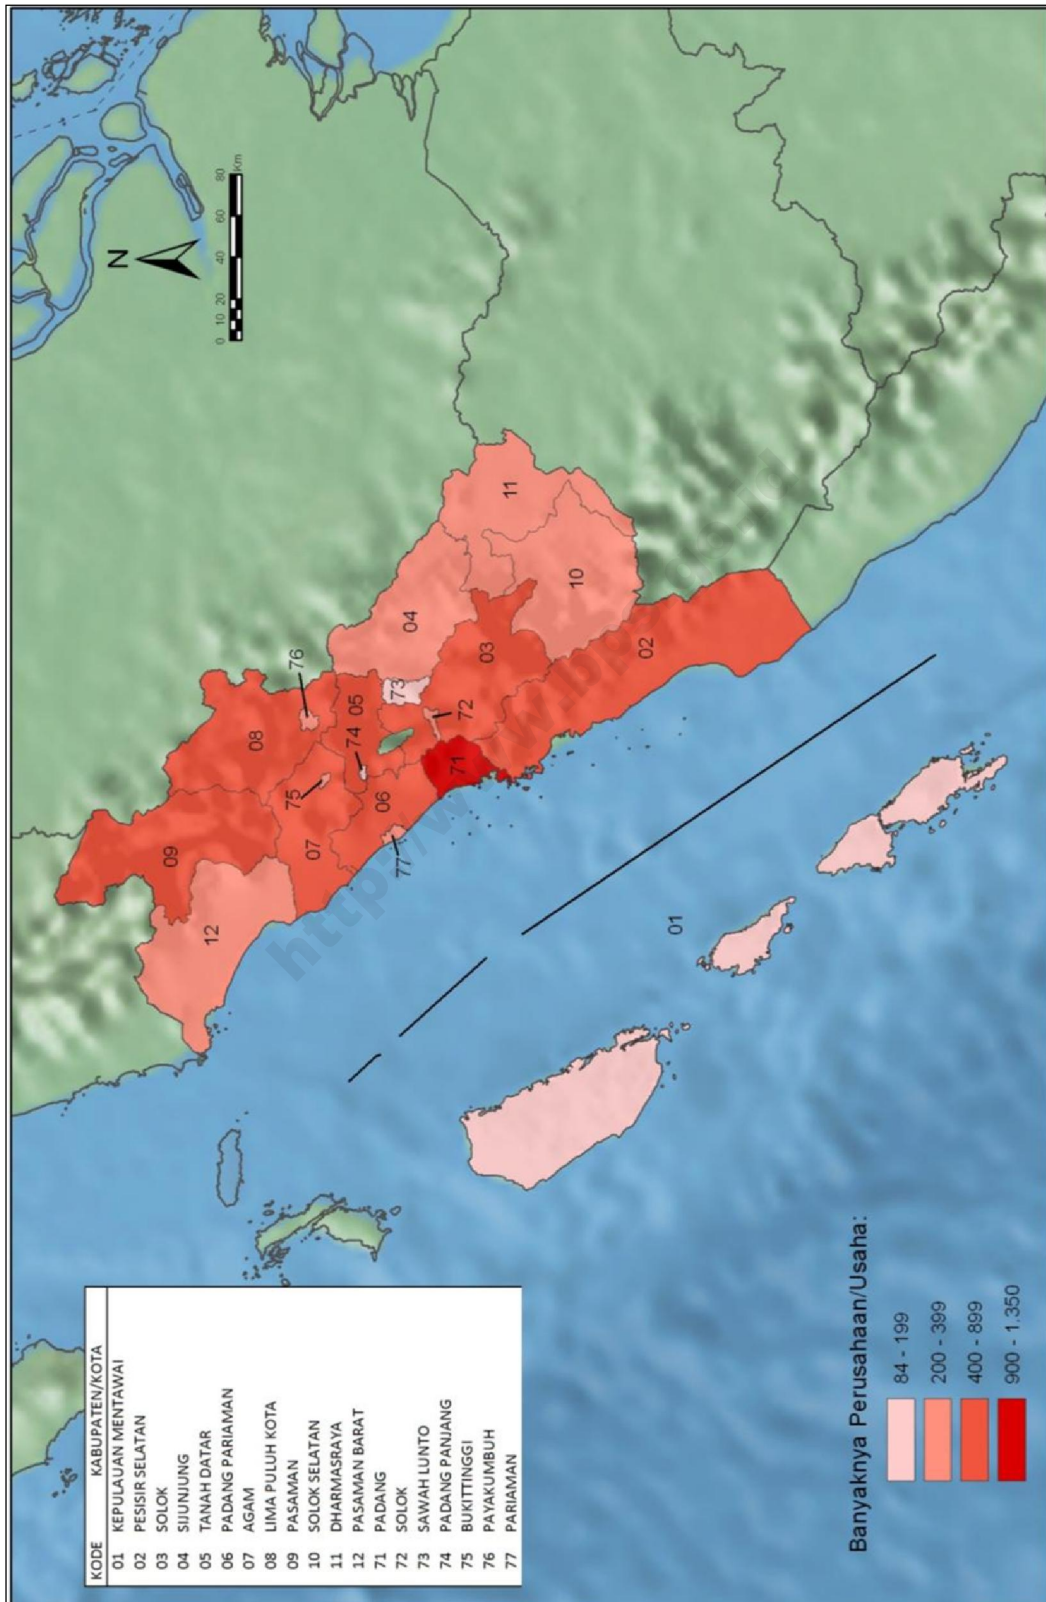 KODE KABUPATEN/KOTA
01 KEPULAUAN MENTAWAI
02 PESISIR SELATAN
03 SOLOK
04 SIJUNJUNG
05 TANAH DATAR
06 PADANG PARIAMAN
07 AGAM
08 LIMA PULUH KOTA
09 PASAMAN
10 SOLOK SELATAN
11 DHARMASRAYA
12 PASAMAN BARAT
71 PADANG
72 SOLOK
73 SAWAH LUNTO
74 PADANG PANJANG
75 BUKITTINGGI
76 PAYAKUMBUH
77 PARIAMAN
N
0 10 20 40 60 80
Km
09
12
08
76
75
07
74
05
06
77
73
04
71
72
03
11
10
02
01
Banyaknya Perusahaan/Usaha:
84 - 199
200 - 399
400 - 899
900 - 1.350